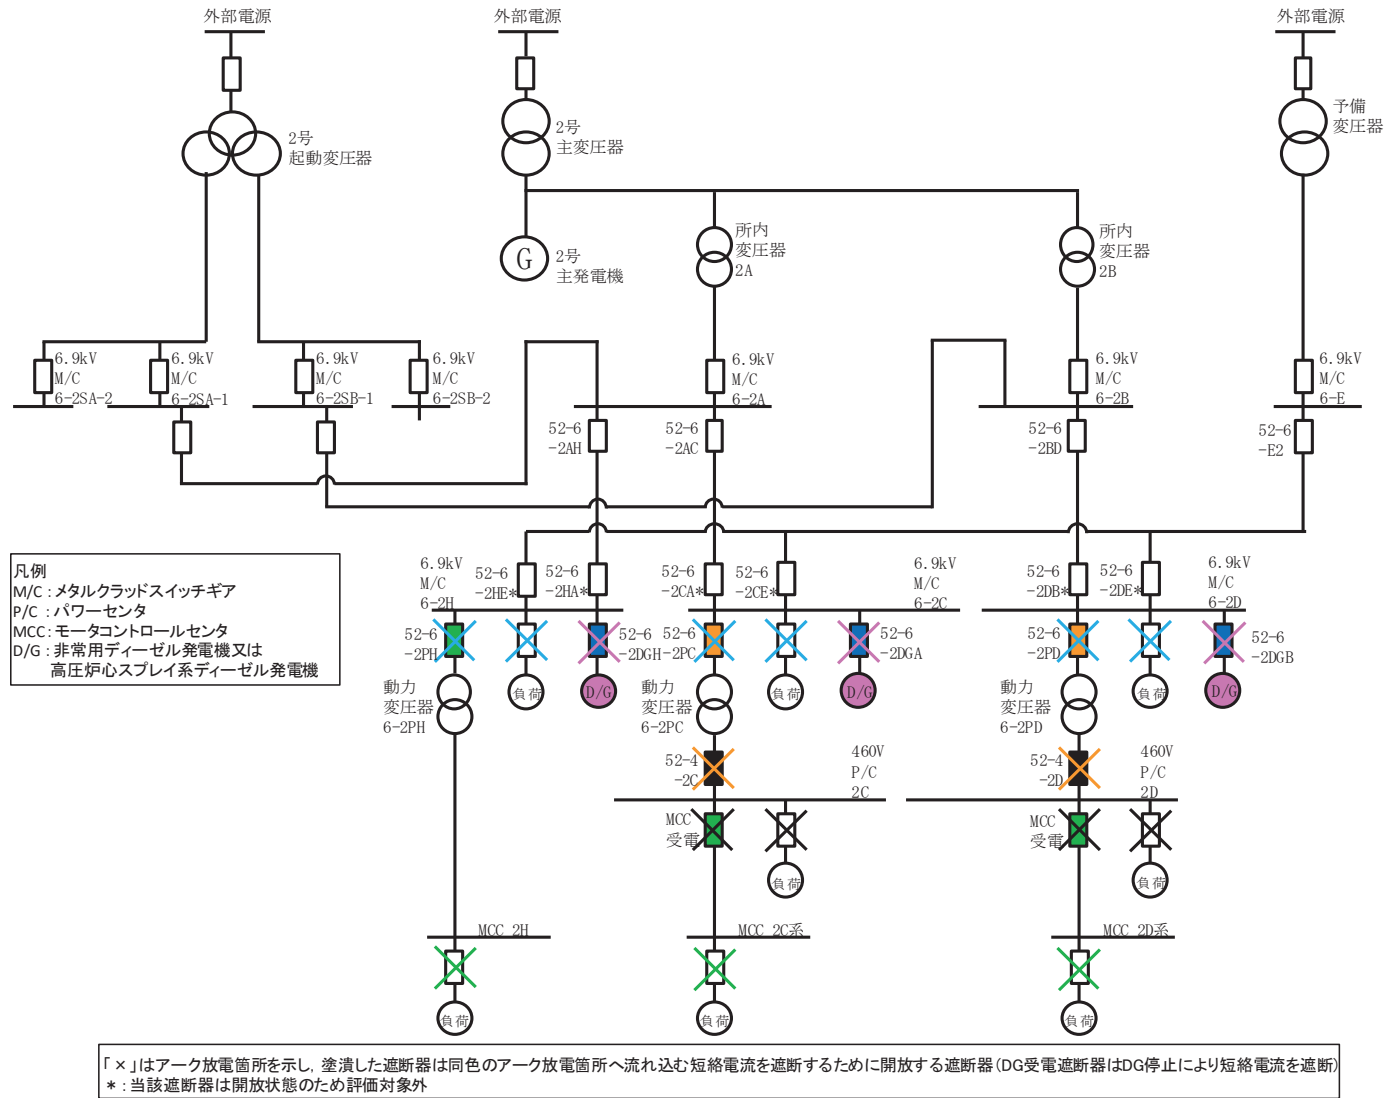 外部電源
外部電源
外部電源
2号
起動変圧器
2号
主変圧器
予備
変圧器
G
2号
主発電機
所内
変圧器
2A
所内
変圧器
2B
6.9kV
M/C
6-2SA-2
6.9kV
M/C
6-2SA-1
6.9kV
M/C
6-2SB-1
6.9kV
M/C
6-2SB-2
6.9kV
M/C
6-2A
6.9kV
M/C
6-2B
6.9kV
M/C
6-E
52-6
-2AH
52-6
-2AC
52-6
-2BD
52-6
-E2
凡例
M/C：メタルクラッドスイッチギア
P/C：パワーセンタ
MCC：モータコントロールセンタ
D/G：非常用ディーゼル発電機又は
高圧炉心スプレイ系ディーゼル発電機
6.9kV
M/C
6-2H
52-6
-2HE*
52-6
-2HA*
52-6
-2CA*
52-6
-2CE*
6.9kV
M/C
6-2C
52-6
-2DB*
52-6
-2DE*
6.9kV
M/C
6-2D
52-6
-2PH
52-6
-2DGH
52-6
-2PC
52-6
-2DGA
52-6
-2PD
52-6
-2DGB
動力
変圧器
6-2PH
負荷
D/G
動力
変圧器
6-2PC
負荷
D/G
動力
変圧器
6-2PD
負荷
D/G
52-4
-2C
460V
P/C
2C
52-4
-2D
460V
P/C
2D
MCC
受電
負荷
MCC
受電
負荷
MCC 2H
MCC 2C系
MCC 2D系
負荷
負荷
負荷
「×」はアーク放電箇所を示し，塗潰した遮断器は同色のアーク放電箇所へ流れ込む短絡電流を遮断するために開放する遮断器(DG受電遮断器はDG停止により短絡電流を遮断)
*：当該遮断器は開放状態のため評価対象外